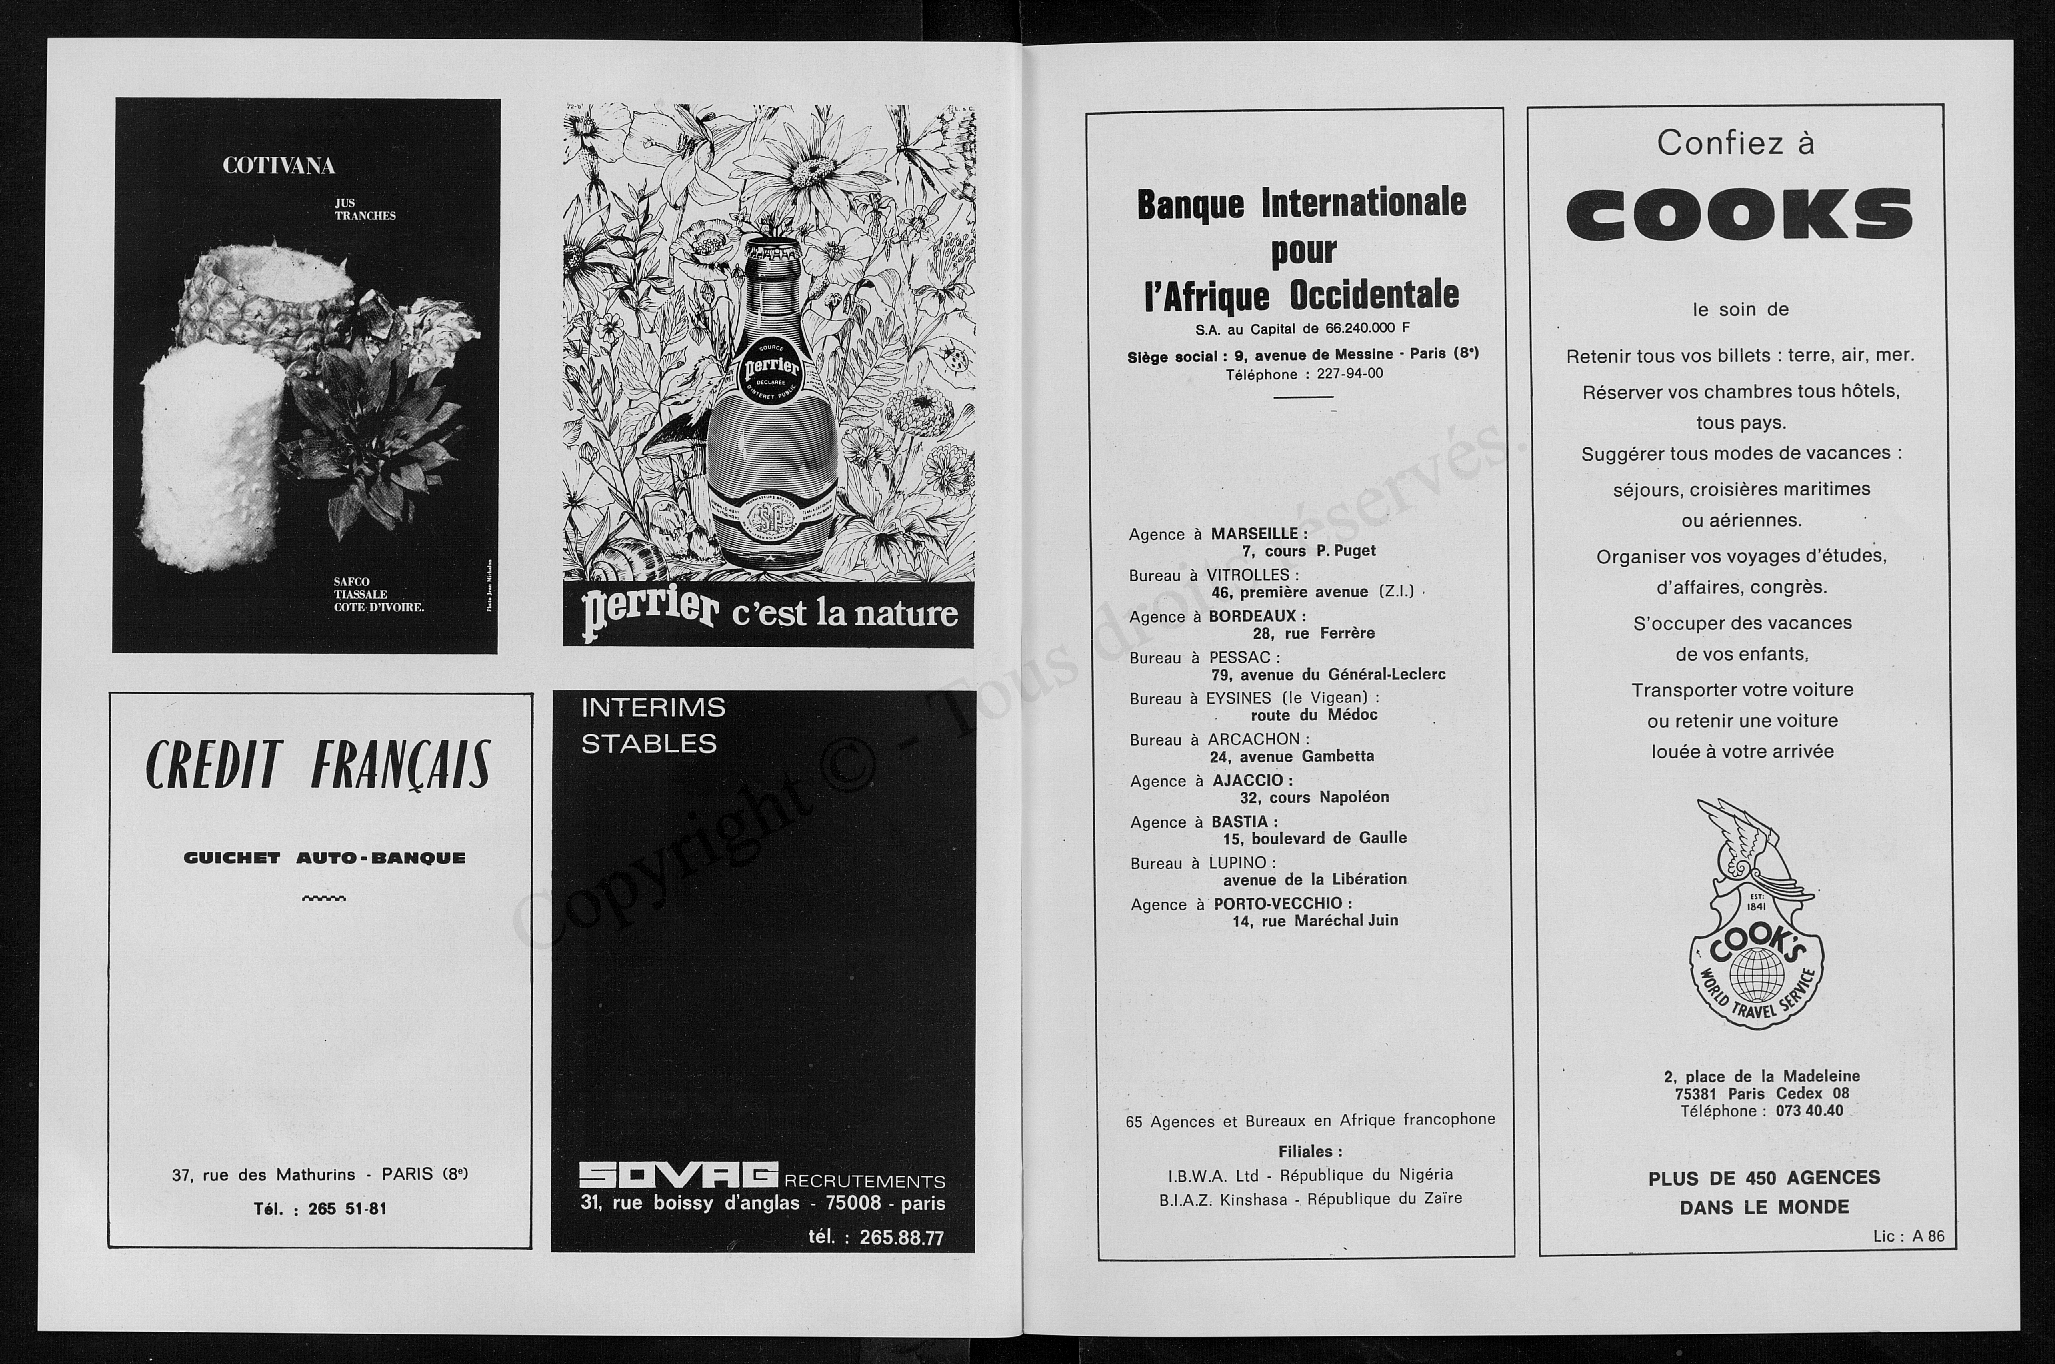 COTIVANA
JUS
TRANCHES
SAFCO
TIASSALE
COTE D'IVOIRE.
SOURCE
perrier
DÉCLARÉE
D'INTÉRET PUBLIC
perrier c'est la nature
CREDIT FRANÇAIS
GUICHET AUTO-BANQUE
37, rue des Mathurins - PARIS (8e)
Tél. : 265 51-81
INTERIMS
STABLES
SOVAG RECRUTEMENTS
31, rue boissy d'anglas - 75008 - paris
tél. : 265.88.77
Banque Internationale
pour
l'Afrique Occidentale
S.A. au Capital de 66.240.000 F
Siège social : 9, avenue de Messine - Paris (8e)
Téléphone : 227-94-00
Agence à MARSEILLE :
7, cours P. Puget
Bureau à VITROLLES :
46, première avenue (Z.I.)
Agence à BORDEAUX :
28, rue Ferrère
Bureau à PESSAC :
79, avenue du Général-Leclerc
Bureau à EYSINES (le Vigean) :
route du Médoc
Bureau à ARCACHON :
24, avenue Gambetta
Agence à AJACCIO :
32, cours Napoléon
Agence à BASTIA :
15, boulevard de Gaulle
Bureau à LUPINO :
avenue de la Libération
Agence à PORTO-VECCHIO :
14, rue Maréchal Juin
65 Agences et Bureaux en Afrique francophone
Filiales :
I.B.W.A. Ltd - République du Nigéria
B.I.A.Z. Kinshasa - République du Zaïre
Confiez à
COOKS
le soin de
Retenir tous vos billets : terre, air, mer.
Réserver vos chambres tous hôtels,
tous pays.
Suggérer tous modes de vacances :
séjours, croisières maritimes
ou aériennes.
Organiser vos voyages d'études,
d'affaires, congrès.
S'occuper des vacances
de vos enfants,
Transporter votre voiture
ou retenir une voiture
louée à votre arrivée
EST:
1841
COOK'S
WORLD TRAVEL SERVICE
2, place de la Madeleine
75381 Paris Cedex 08
Téléphone : 073 40.40
PLUS DE 450 AGENCES
DANS LE MONDE
Lic : A 86
Copyright © - Tous droits réservés.